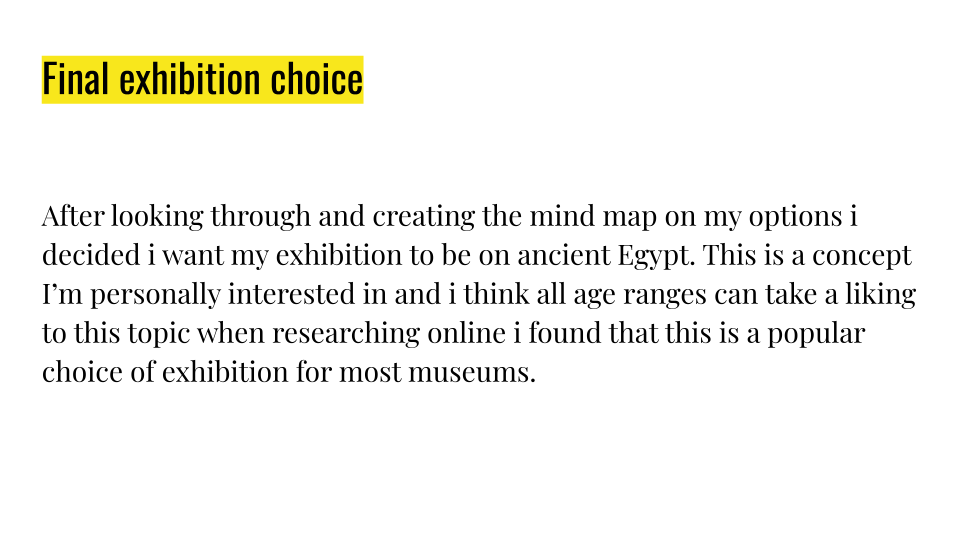 Final exhibition choice
After looking through and creating the mind map on my options i
decided i want my exhibition to be on ancient Egypt. This is a concept
I’m personally interested in and i think all age ranges can take a liking
to this topic when researching online i found that this is a popular
choice of exhibition for most museums.